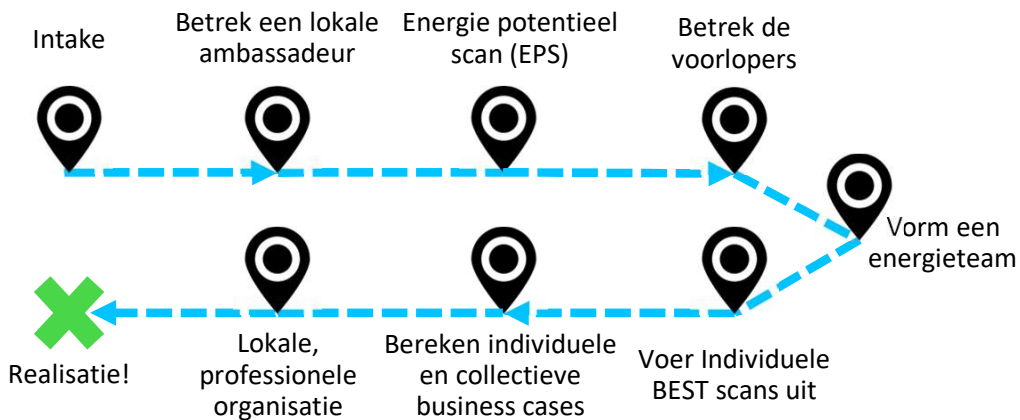 Intake
Betrek een lokale
ambassadeur
Energie potentieel
scan (EPS)
Betrek de
voorlopers
Vorm een
energieteam
Voer Individuele
BEST scans uit
Bereken individuele
en collectieve
business cases
Lokale,
professionele
organisatie
Realisatie!